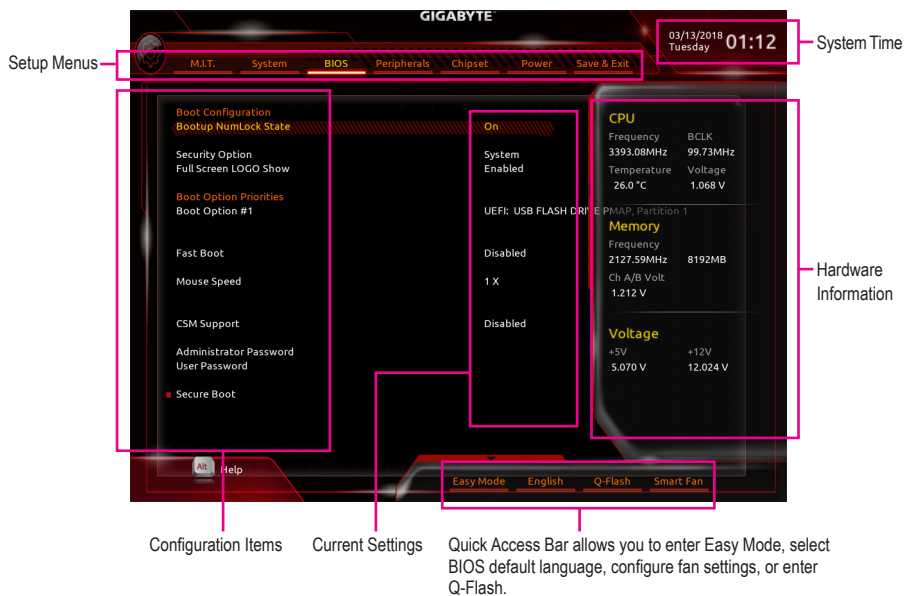 GIGABYTE™
03/13/2018
Tuesday 01:12
System Time
Setup Menus
M.I.T. System BIOS Peripherals Chipset Power Save & Exit
Boot Configuration
Bootup NumLock State On
Security Option System
Full Screen LOGO Show Enabled
Boot Option Priorities
Boot Option #1 UEFI: USB FLASH DRIVE PMAP, Partition 1
Fast Boot Disabled
Mouse Speed 1 X
CSM Support Disabled
Administrator Password
User Password
Secure Boot
CPU
Frequency BCLK
3393.08MHz 99.73MHz
Temperature Voltage
26.0 °C 1.068 V
Memory
Frequency
2127.59MHz 8192MB
Ch A/B Volt
1.212 V
Voltage
+5V +12V
5.070 V 12.024 V
Hardware
Information
Alt Help
Easy Mode English Q-Flash Smart Fan
Configuration Items
Current Settings
Quick Access Bar allows you to enter Easy Mode, select
BIOS default language, configure fan settings, or enter
Q-Flash.